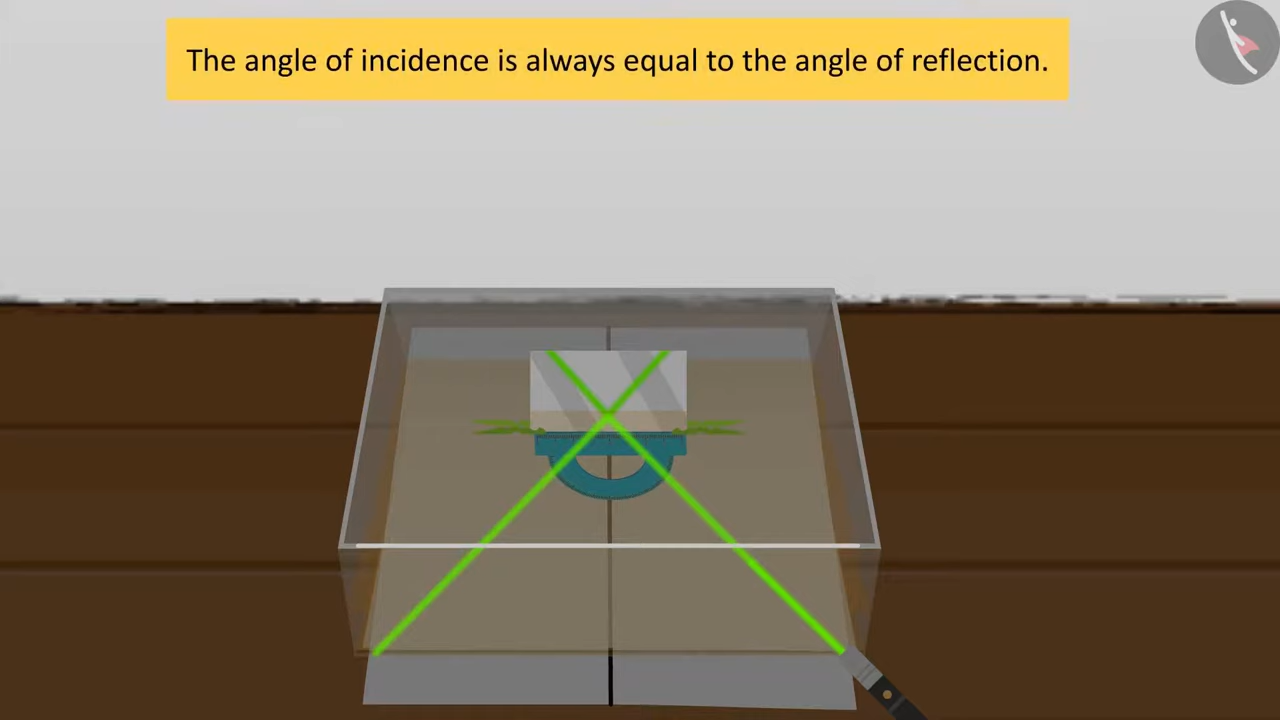 The angle of incidence is always equal to the angle of reflection.